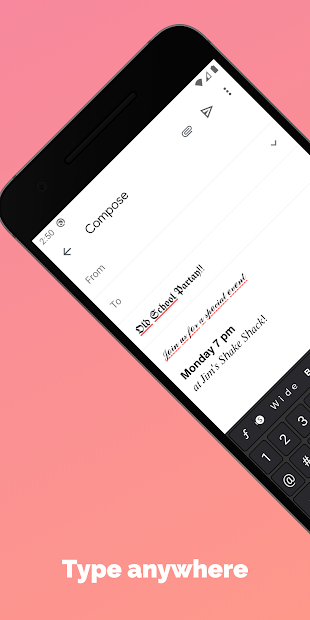 2:50
Compose
From
To
Old School Partay!!
Join us for a special event
Monday 7 pm
at Jim's Shake Shack!
f Wide B
1 2 3
@ #
Type anywhere